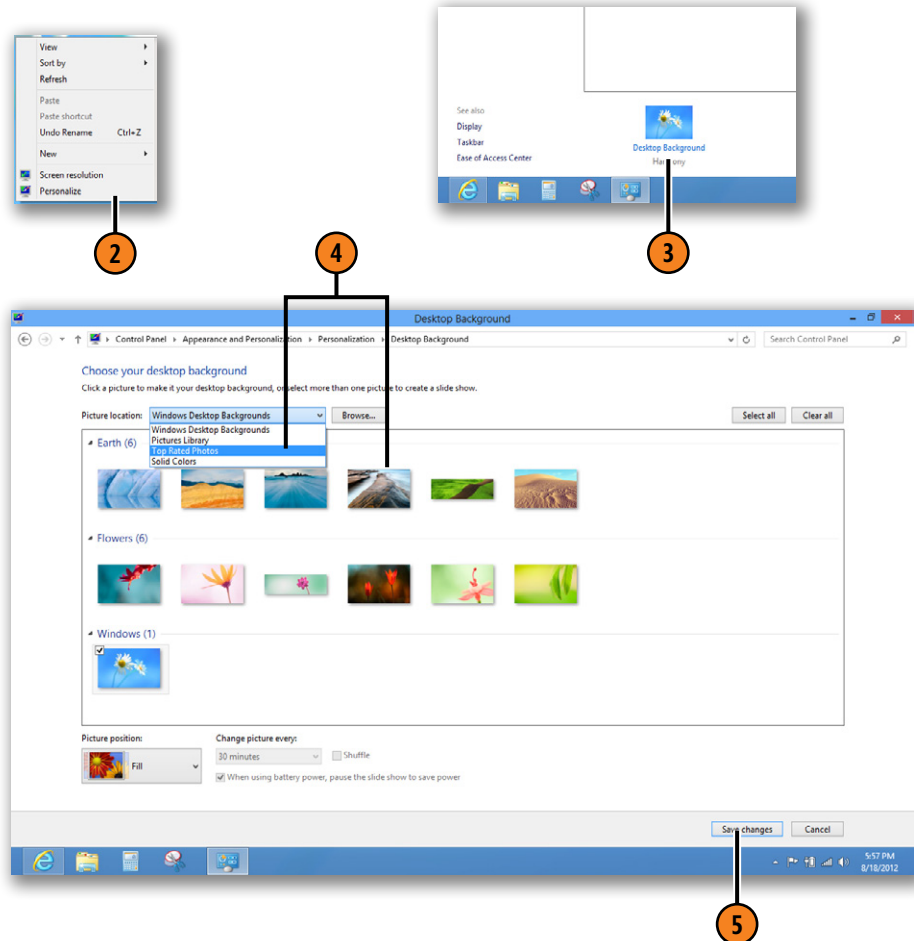 View
Sort by
Refresh
Paste
Paste shortcut
Undo Rename Ctrl+Z
New
Screen resolution
Personalize
2
See also
Display
Taskbar
Ease of Access Center
Desktop Background
Harmony
3
4
Desktop Background
Control Panel Appearance and Personalization Personalization Desktop Background Search Control Panel
Choose your desktop background
Click a picture to make it your desktop background, or select more than one picture to create a slide show.
Picture location: Windows Desktop Backgrounds Browse... Select all Clear all
Windows Desktop Backgrounds
Pictures Library
Top Rated Photos
Solid Colors
Earth (6)
Flowers (6)
Windows (1)
Picture position: Change picture every:
Fill 30 minutes Shuffle
When using battery power, pause the slide show to save power
Save changes Cancel
5:57 PM
8/18/2012
5